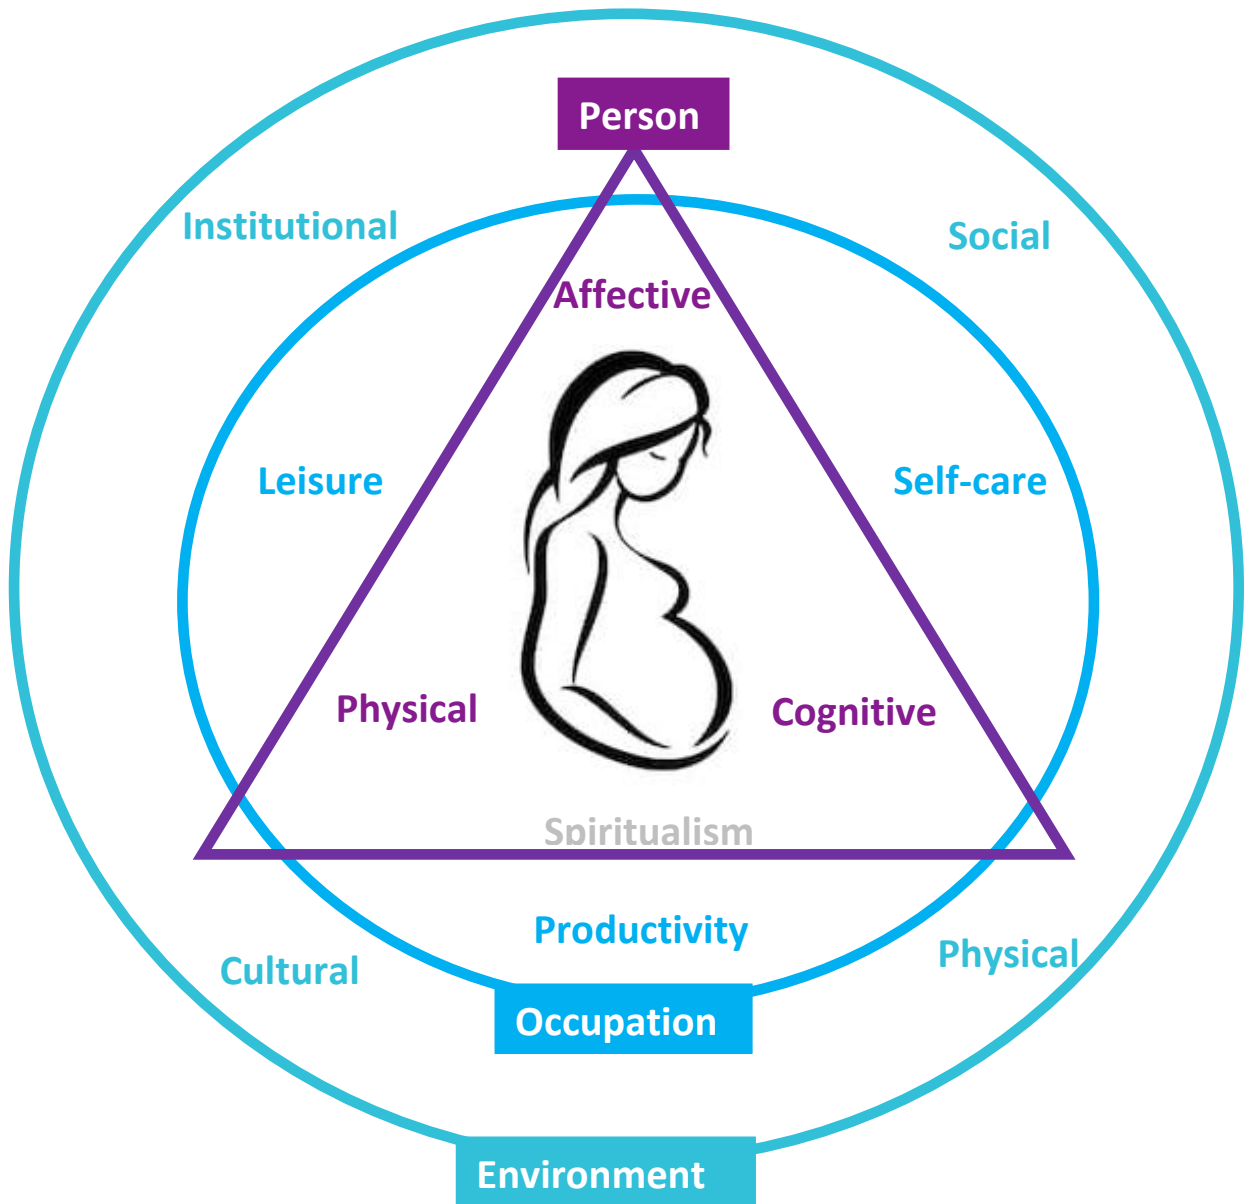 Person
Institutional
Social
Affective
Leisure
Self-care
Physical
Cognitive
Spiritualism
Productivity
Cultural
Physical
Occupation
Environment